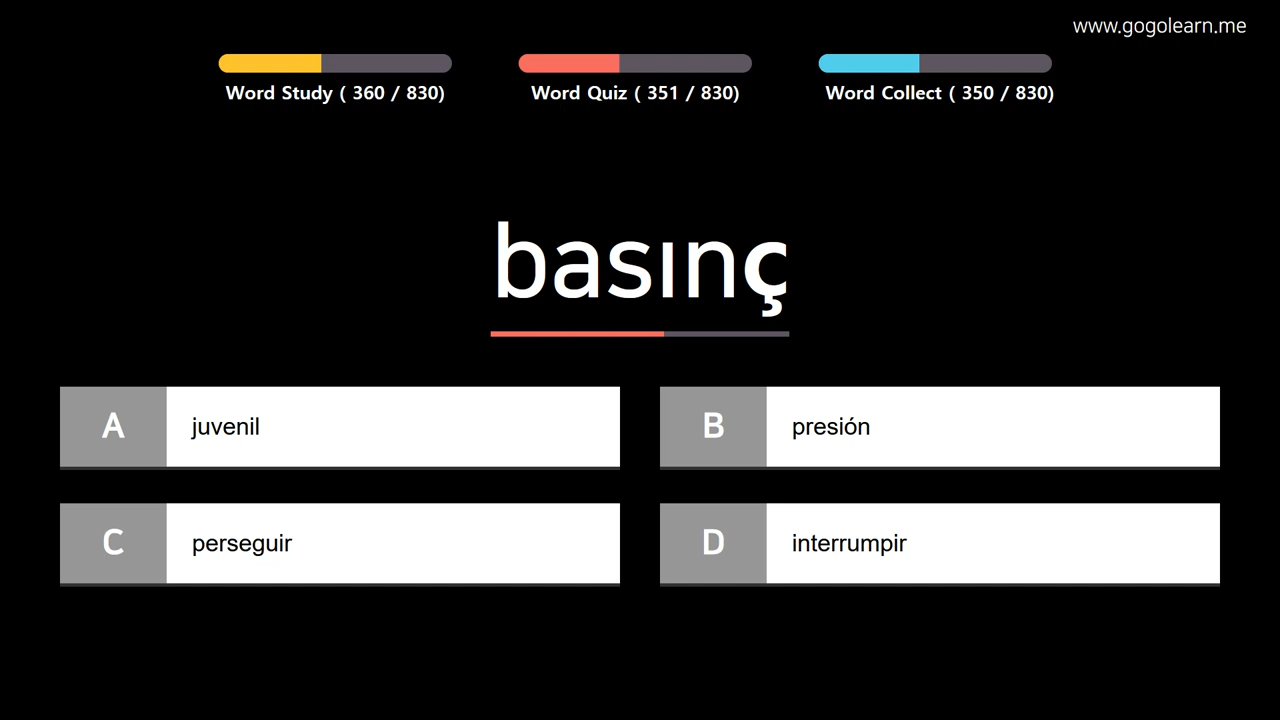 www.gogolearn.me
Word Study ( 360 / 830)
Word Quiz ( 351 / 830)
Word Collect ( 350 / 830)
basınç
A juvenil
B presión
C perseguir
D interrumpir